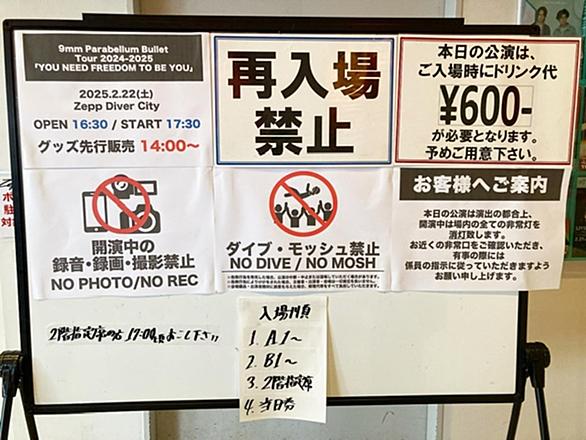 9mm Parabellum Bullet
Tour 2024-2025
「YOU NEED FREEDOM TO BE YOU」
2025.2.22(土)
Zepp Diver City
OPEN 16:30 / START 17:30
グッズ先行販売 14:00～
再入場
禁止
本日の公演は、
ご入場時にドリンク代
¥600-
が必要となります。
予めご用意下さい。
開演中の
録音・録画・撮影禁止
NO PHOTO/NO REC
ダイブ・モッシュ禁止
NO DIVE / NO MOSH
お客様へご案内
本日の公演は演出の都合上、
開演中は場内の全ての非常灯を
消灯致します。
お近くの非常口をご確認いただき、
有事の際には
係員の指示に従っていただきますよう
お願い申し上げます。
2階指定席の方 17:00頃おこし下さい
入場順
1. A1～
2. B1～
3. 2階指定席
4. 当日券